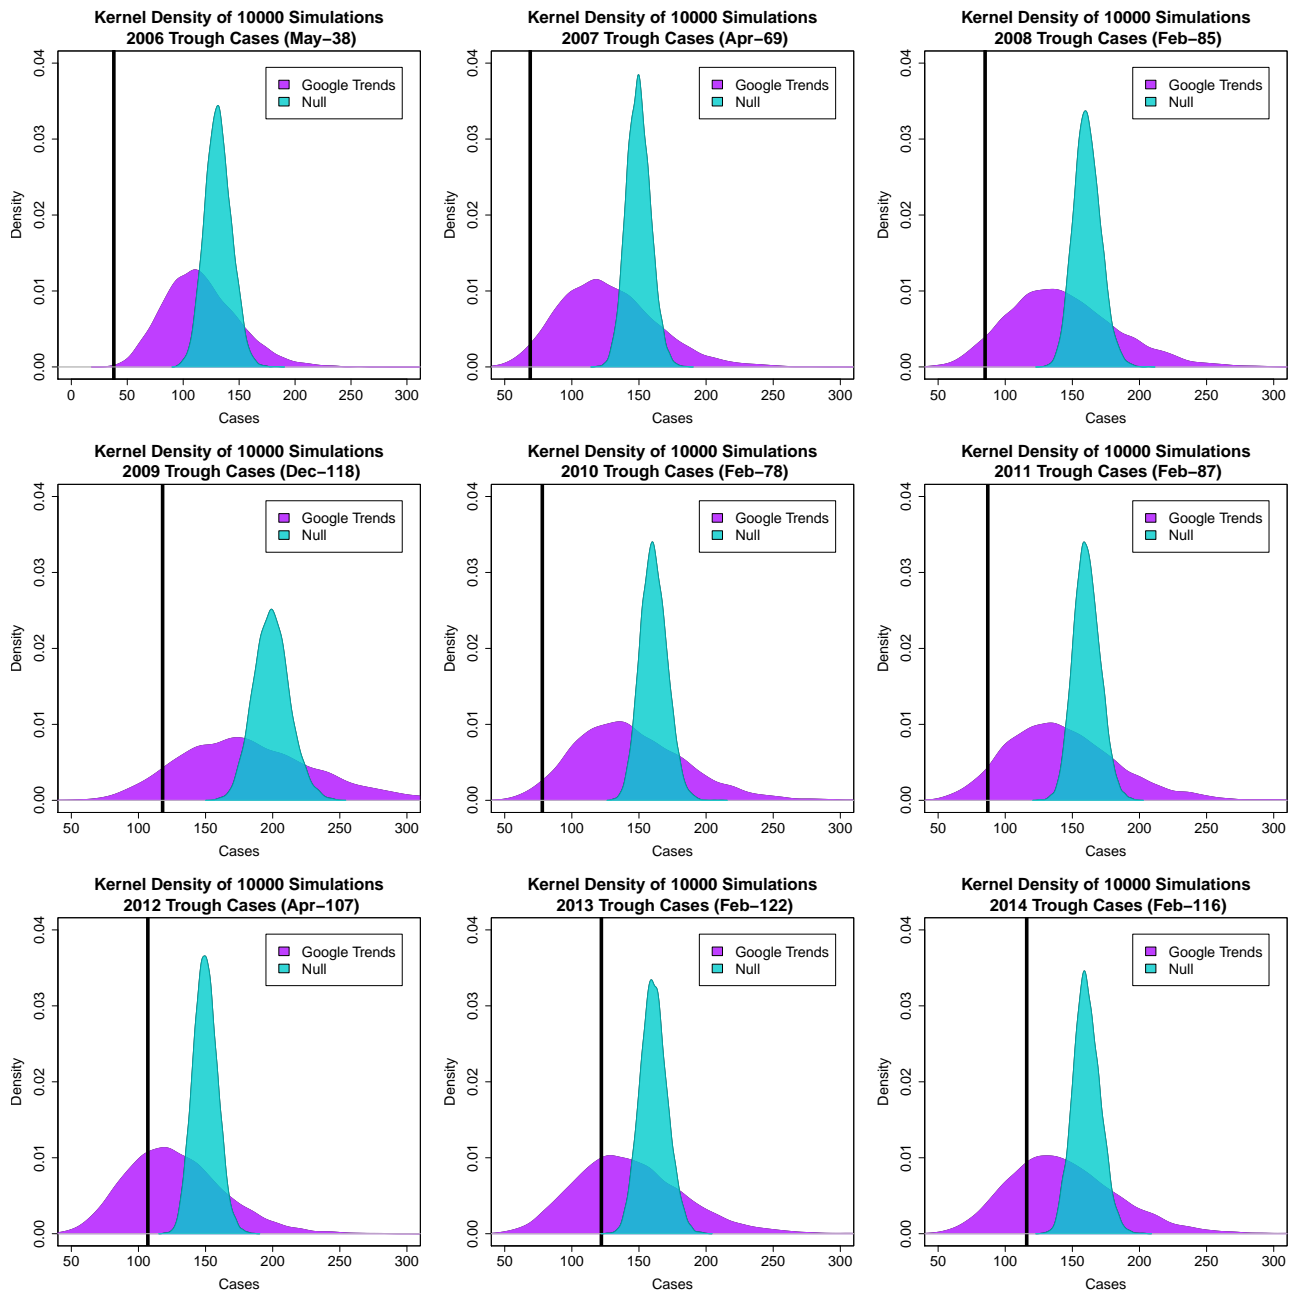 Kernel Density of 10000 Simulations
2006 Trough Cases (May−38)
Google Trends
Null
Density
0.00 0.01 0.02 0.03 0.04
0 50 100 150 200 250 300
Cases
Kernel Density of 10000 Simulations
2007 Trough Cases (Apr−69)
Google Trends
Null
Density
0.00 0.01 0.02 0.03 0.04
50 100 150 200 250 300
Cases
Kernel Density of 10000 Simulations
2008 Trough Cases (Feb−85)
Google Trends
Null
Density
0.00 0.01 0.02 0.03 0.04
50 100 150 200 250 300
Cases
Kernel Density of 10000 Simulations
2009 Trough Cases (Dec−118)
Google Trends
Null
Density
0.00 0.01 0.02 0.03 0.04
50 100 150 200 250 300
Cases
Kernel Density of 10000 Simulations
2010 Trough Cases (Feb−78)
Google Trends
Null
Density
0.00 0.01 0.02 0.03 0.04
50 100 150 200 250 300
Cases
Kernel Density of 10000 Simulations
2011 Trough Cases (Feb−87)
Google Trends
Null
Density
0.00 0.01 0.02 0.03 0.04
50 100 150 200 250 300
Cases
Kernel Density of 10000 Simulations
2012 Trough Cases (Apr−107)
Google Trends
Null
Density
0.00 0.01 0.02 0.03 0.04
50 100 150 200 250 300
Cases
Kernel Density of 10000 Simulations
2013 Trough Cases (Feb−122)
Google Trends
Null
Density
0.00 0.01 0.02 0.03 0.04
50 100 150 200 250 300
Cases
Kernel Density of 10000 Simulations
2014 Trough Cases (Feb−116)
Google Trends
Null
Density
0.00 0.01 0.02 0.03 0.04
50 100 150 200 250 300
Cases